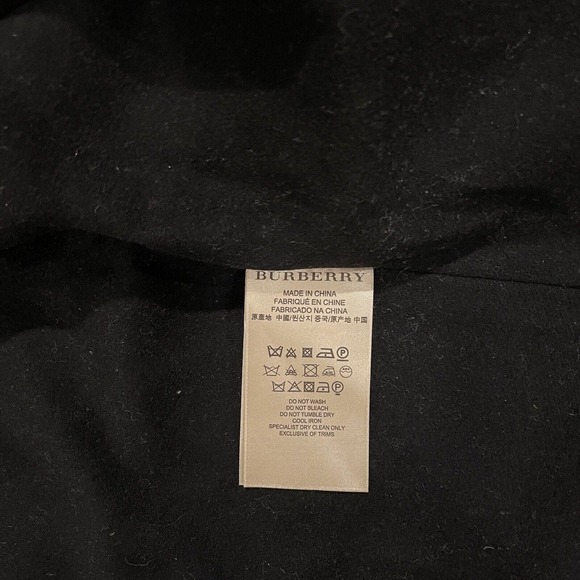 BURBERRY
MADE IN CHINA
FABRIQUÉ EN CHINE
FABRICADO NA CHINA
原産地 中国/원산지 중국/原产地 中国
DO NOT WASH
DO NOT BLEACH
DO NOT TUMBLE DRY
COOL IRON
SPECIALIST DRY CLEAN ONLY
EXCLUSIVE OF TRIMS